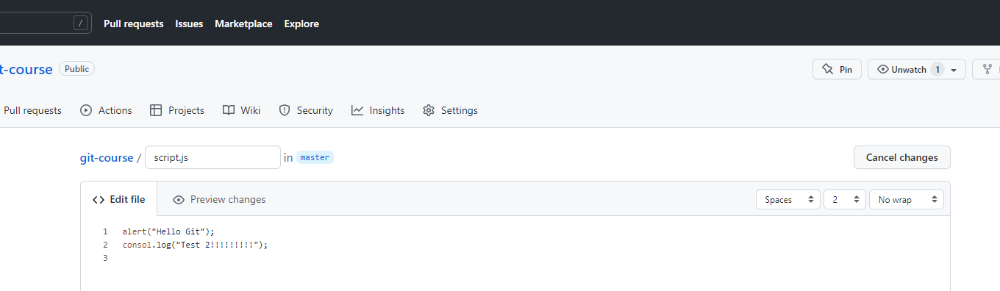 / Pull requests Issues Marketplace Explore
t-course Public Pin Unwatch 1
Pull requests Actions Projects Wiki Security Insights Settings
git-course / script.js in master Cancel changes
Edit file Preview changes Spaces 2 No wrap
1 alert("Hello Git");
2 consol.log("Test 2!!!!!!!!!");
3